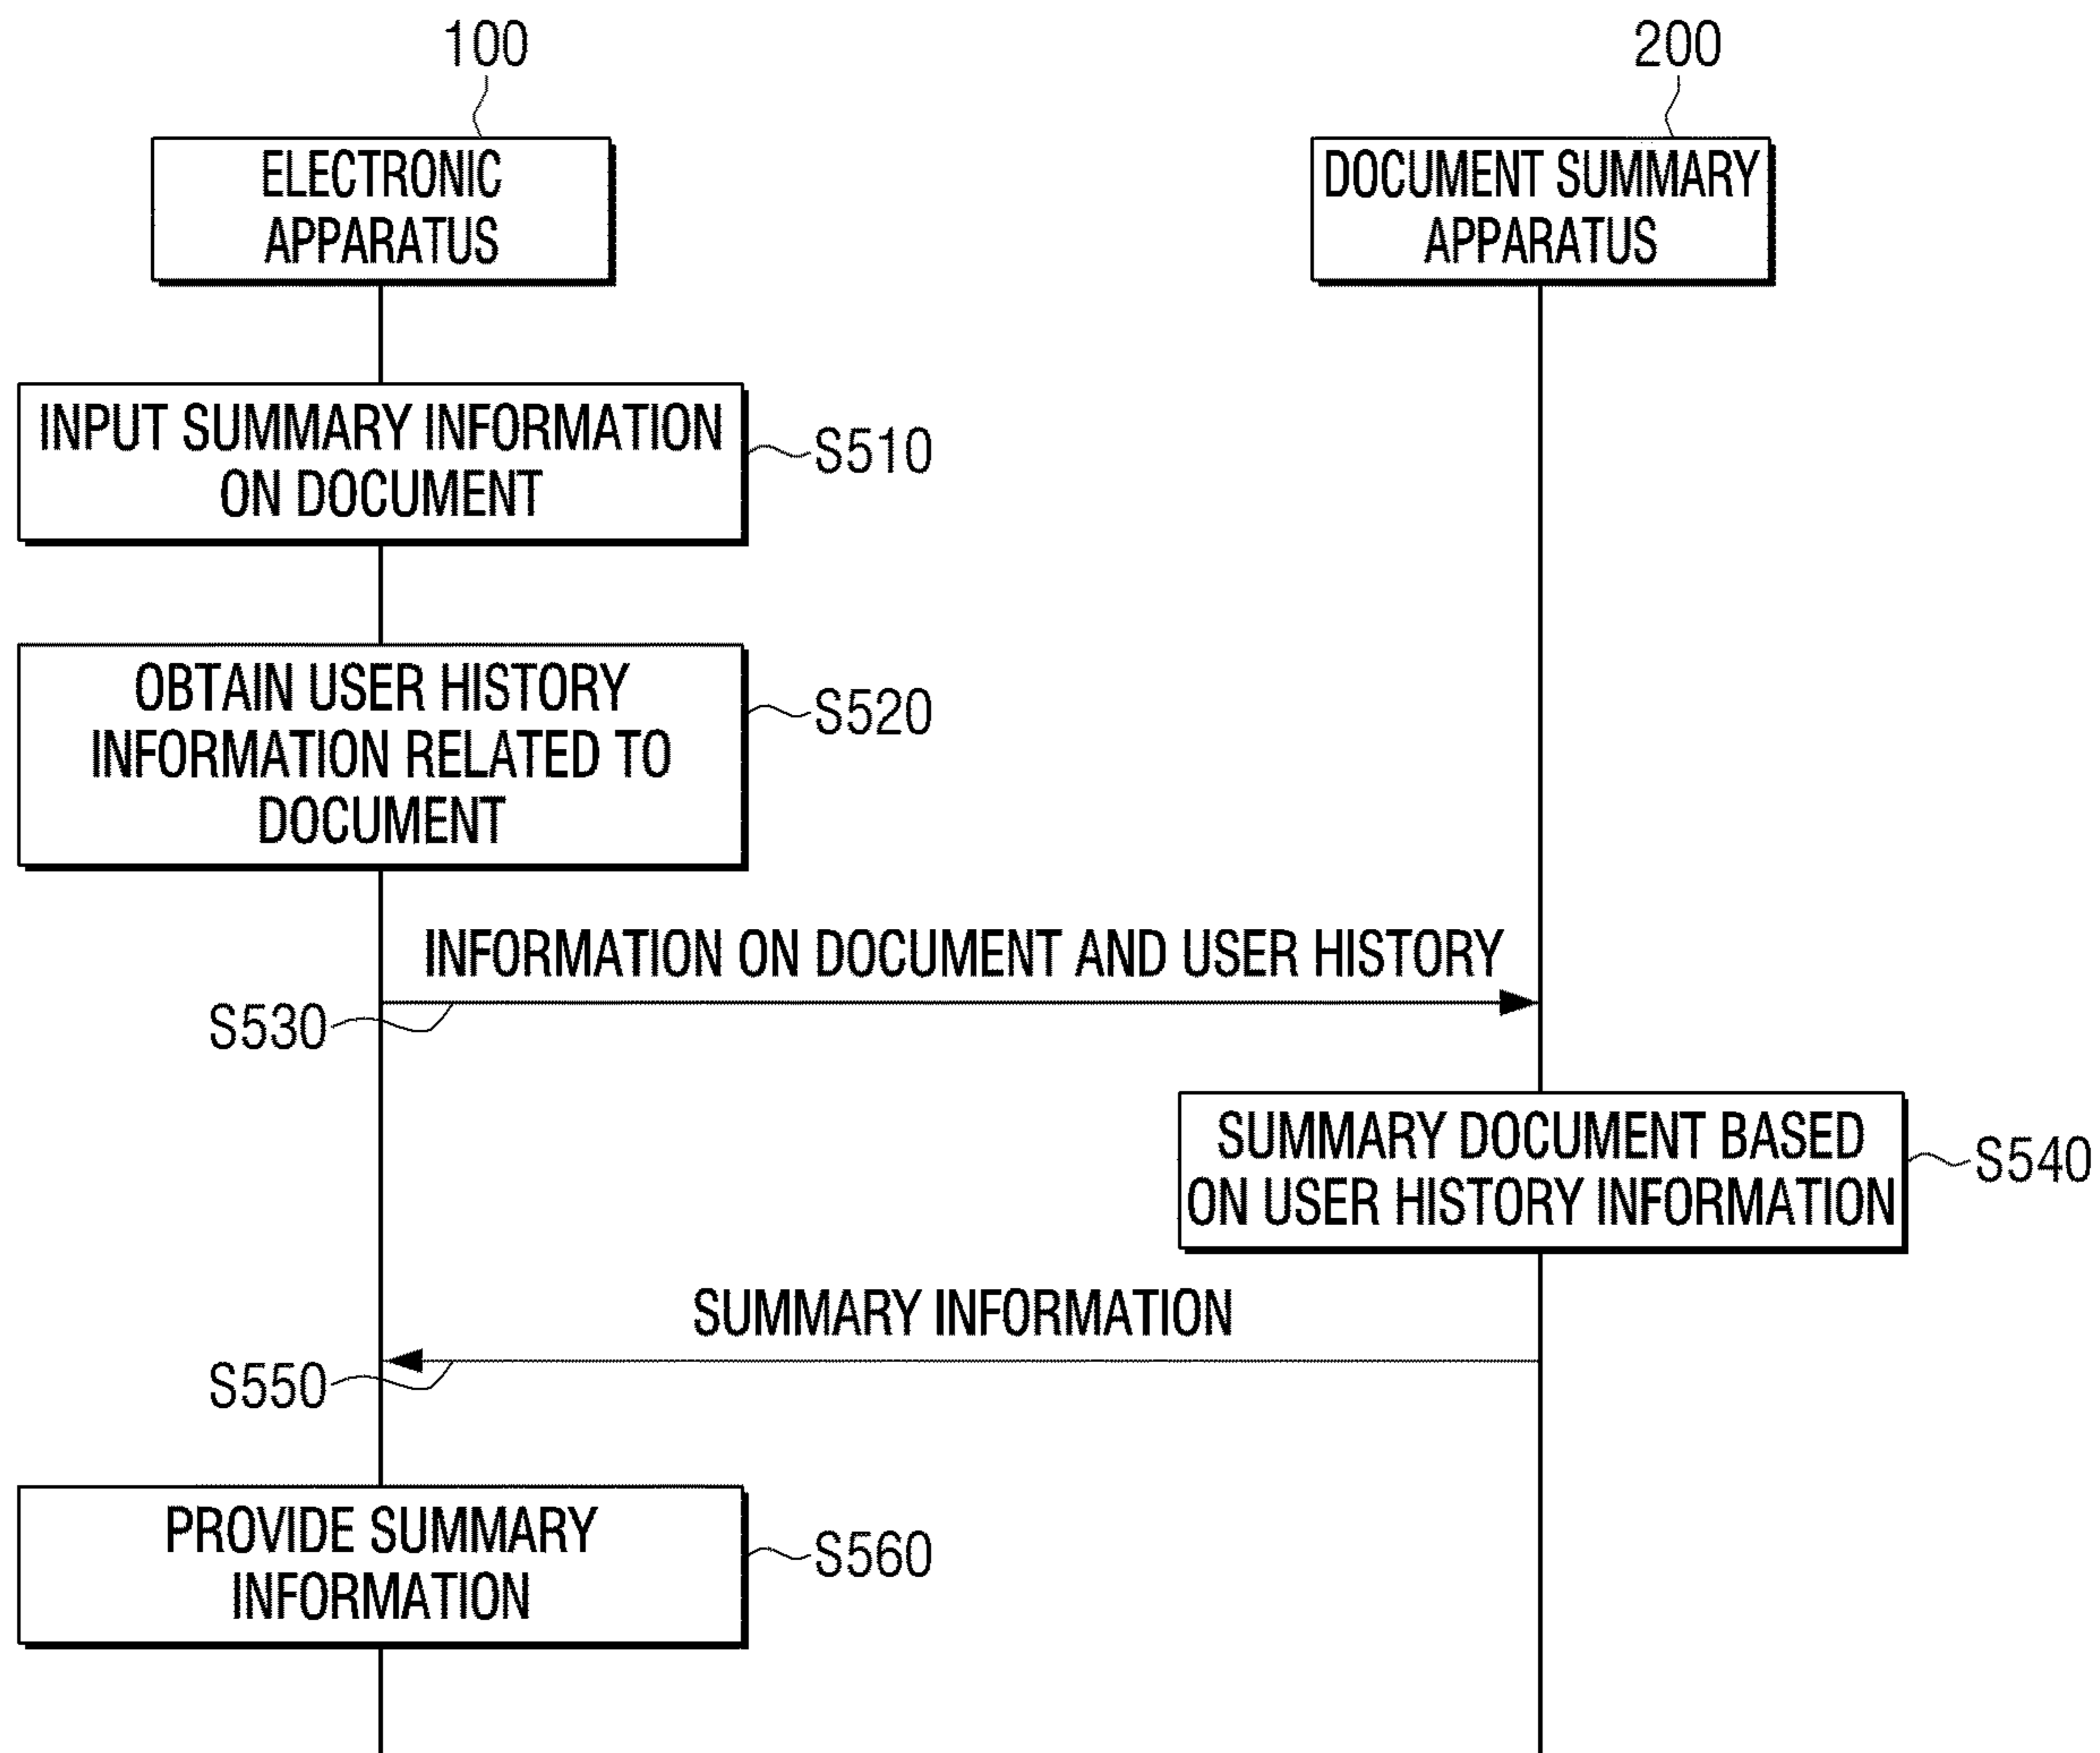 100
200
ELECTRONIC
APPARATUS
DOCUMENT SUMMARY
APPARATUS
INPUT SUMMARY INFORMATION
ON DOCUMENT
S510
OBTAIN USER HISTORY
INFORMATION RELATED TO
DOCUMENT
S520
INFORMATION ON DOCUMENT AND USER HISTORY
S530
SUMMARY DOCUMENT BASED
ON USER HISTORY INFORMATION
S540
SUMMARY INFORMATION
S550
PROVIDE SUMMARY
INFORMATION
S560